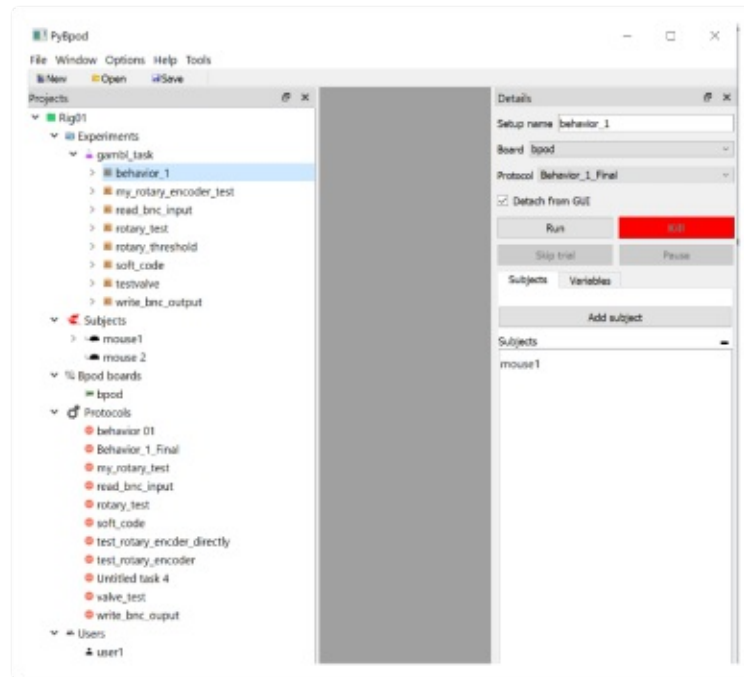 PyBpod
File Window Options Help Tools
New Open Save
Projects
Rig01
Experiments
gambl_task
behavior_1
my_rotary_encoder_test
read_bnc_input
rotary_test
rotary_threshold
soft_code
testvalve
write_bnc_output
Subjects
mouse1
mouse 2
Bpod boards
bpod
Protocols
behavior 01
Behavior_1_Final
my_rotary_test
read_bnc_input
rotary_test
soft_code
test_rotary_encder_directly
test_rotary_encoder
Untitled task 4
valve_test
write_bnc_ouput
Users
user1
Details
Setup name behavior_1
Board bpod
Protocol Behavior_1_Final
Detach from GUI
Run Kill
Skip trial Pause
Subjects Variables
Add subject
Subjects
mouse1